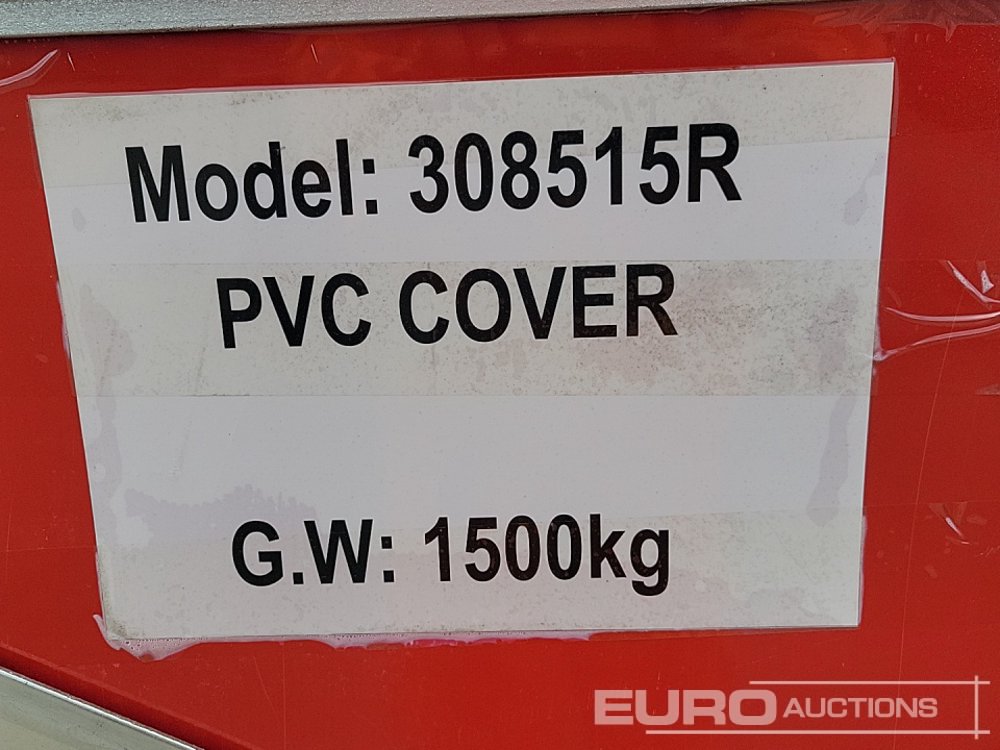 Model: 308515R
PVC COVER
G.W: 1500kg
EURO AUCTIONS